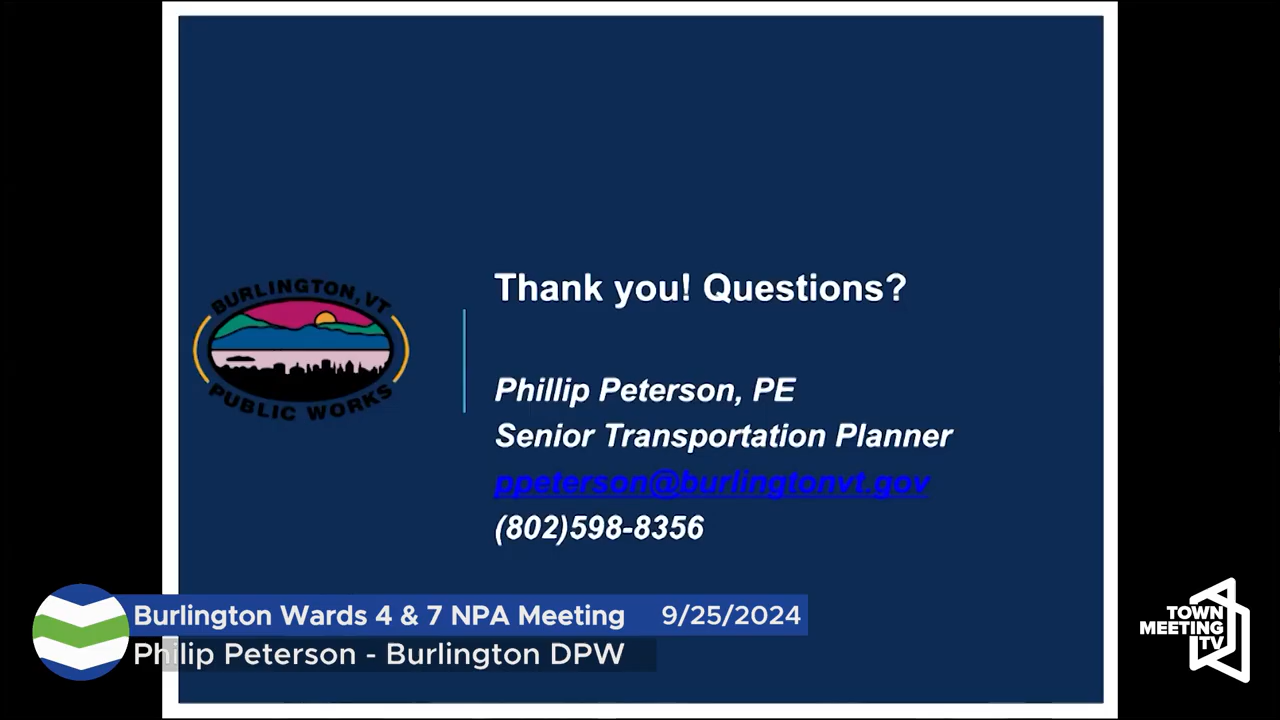 BURLINGTON, VT
PUBLIC WORKS
Thank you! Questions?
Phillip Peterson, PE
Senior Transportation Planner
ppeterson@burlingtonvt.gov
(802)598-8356
Burlington Wards 4 & 7 NPA Meeting 9/25/2024
Philip Peterson - Burlington DPW
TOWN
MEETING
TV